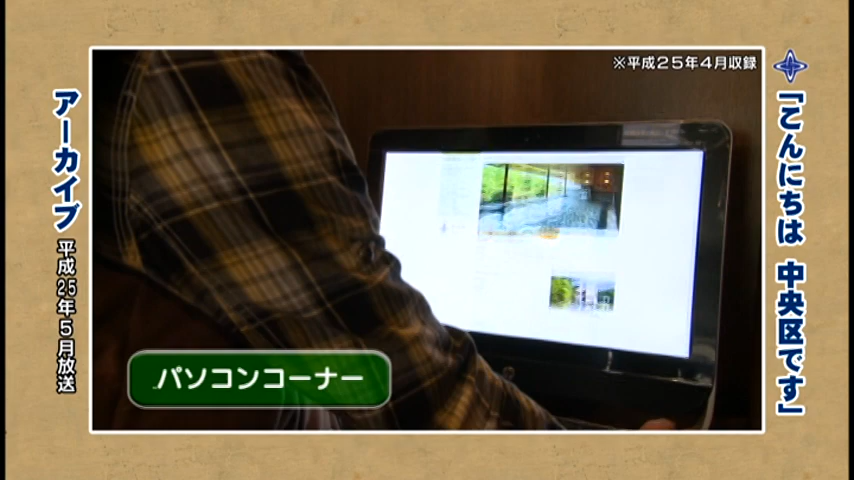 ※平成25年4月収録
「こんにちは 中央区です」
アーカイブ 平成25年5月放送
パソコンコーナー